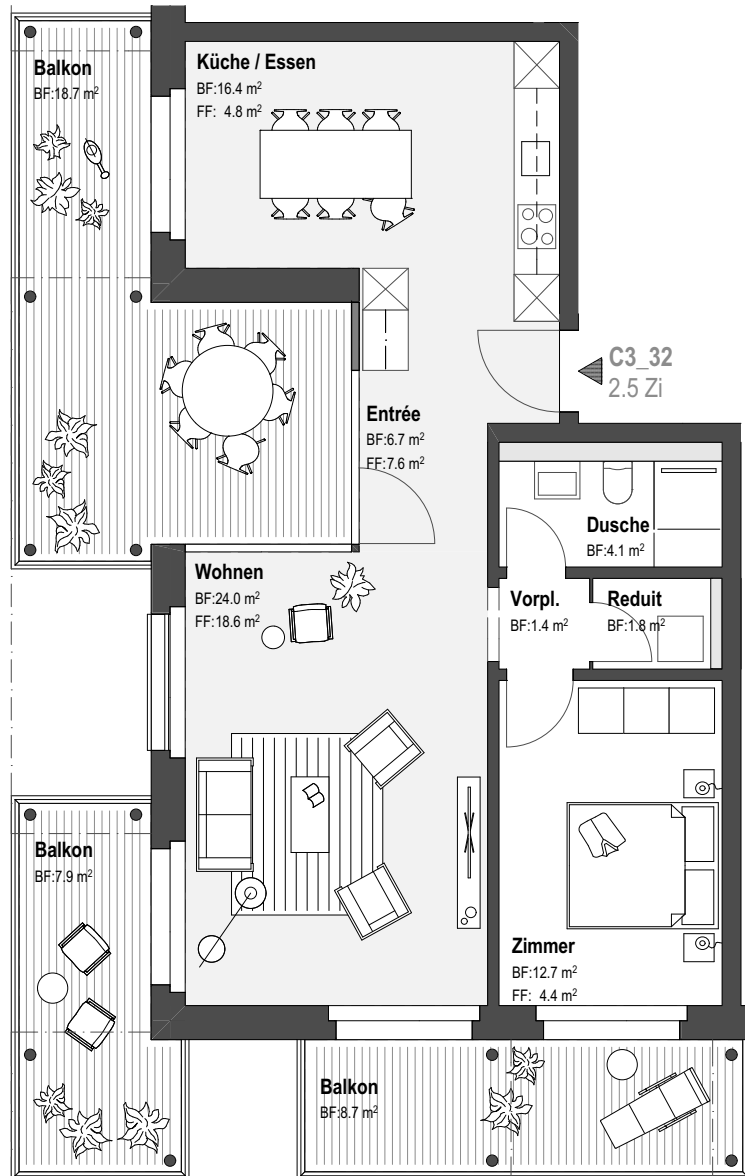 Balkon
BF:18.7 m²
Küche / Essen
BF:16.4 m²
FF: 4.8 m²
C3_32
2.5 Zi
Entrée
BF:6.7 m²
FF:7.6 m²
Dusche
BF:4.1 m²
Wohnen
BF:24.0 m²
FF:18.6 m²
Vorpl.
BF:1.4 m²
Reduit
BF:1.8 m²
Balkon
BF:7.9 m²
Zimmer
BF:12.7 m²
FF: 4.4 m²
Balkon
BF:8.7 m²